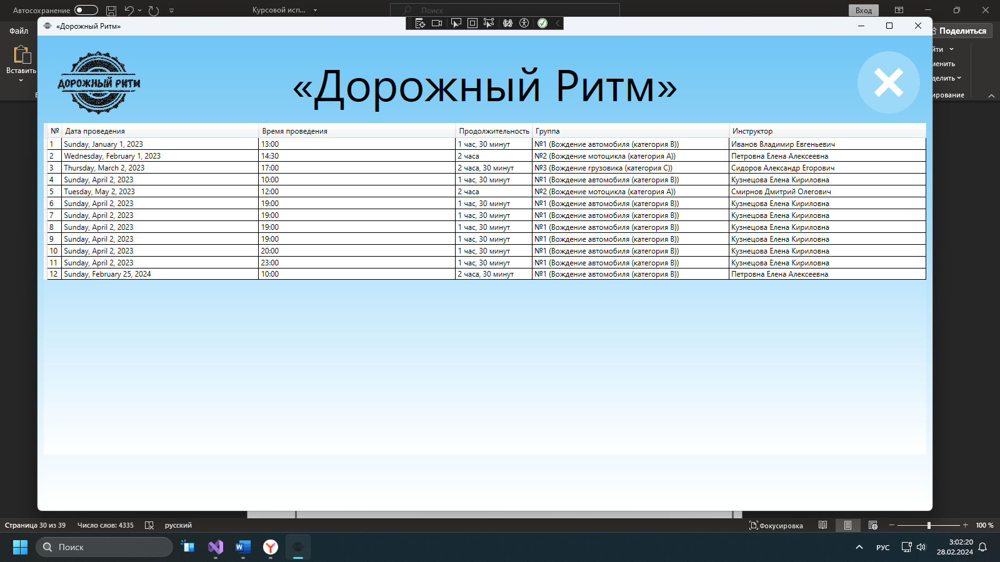 Автосохранение
Курсовой исп...
Поиск
Вход
Файл
«Дорожный Ритм»
Поделиться
Вставить
ДОРОЖНЫЙ РИТМ
«Дорожный Ритм»
№ Дата проведения Время проведения Продолжительность Группа Инструктор
1 Sunday, January 1, 2023 13:00 1 час, 30 минут №1 (Вождение автомобиля (категория B)) Иванов Владимир Евгеньевич
2 Wednesday, February 1, 2023 14:30 2 часа №2 (Вождение мотоцикла (категория A)) Петровна Елена Алексеевна
3 Thursday, March 2, 2023 17:00 2 часа, 30 минут №3 (Вождение грузовика (категория C)) Сидоров Александр Егорович
4 Sunday, April 2, 2023 10:00 1 час, 30 минут №1 (Вождение автомобиля (категория B)) Кузнецова Елена Кириловна
5 Tuesday, May 2, 2023 12:00 2 часа №2 (Вождение мотоцикла (категория A)) Смирнов Дмитрий Олегович
6 Sunday, April 2, 2023 19:00 1 час, 30 минут №1 (Вождение автомобиля (категория B)) Кузнецова Елена Кириловна
7 Sunday, April 2, 2023 19:00 1 час, 30 минут №1 (Вождение автомобиля (категория B)) Кузнецова Елена Кириловна
8 Sunday, April 2, 2023 19:00 1 час, 30 минут №1 (Вождение автомобиля (категория B)) Кузнецова Елена Кириловна
9 Sunday, April 2, 2023 19:00 1 час, 30 минут №1 (Вождение автомобиля (категория B)) Кузнецова Елена Кириловна
10 Sunday, April 2, 2023 20:00 1 час, 30 минут №1 (Вождение автомобиля (категория B)) Кузнецова Елена Кириловна
11 Sunday, April 2, 2023 23:00 1 час, 30 минут №1 (Вождение автомобиля (категория B)) Кузнецова Елена Кириловна
12 Sunday, February 25, 2024 10:00 2 часа, 30 минут №1 (Вождение автомобиля (категория B)) Петровна Елена Алексеевна
Страница 30 из 39 Число слов: 4335 русский Фокусировка 100 %
Поиск
РУС
3:02:20
28.02.2024